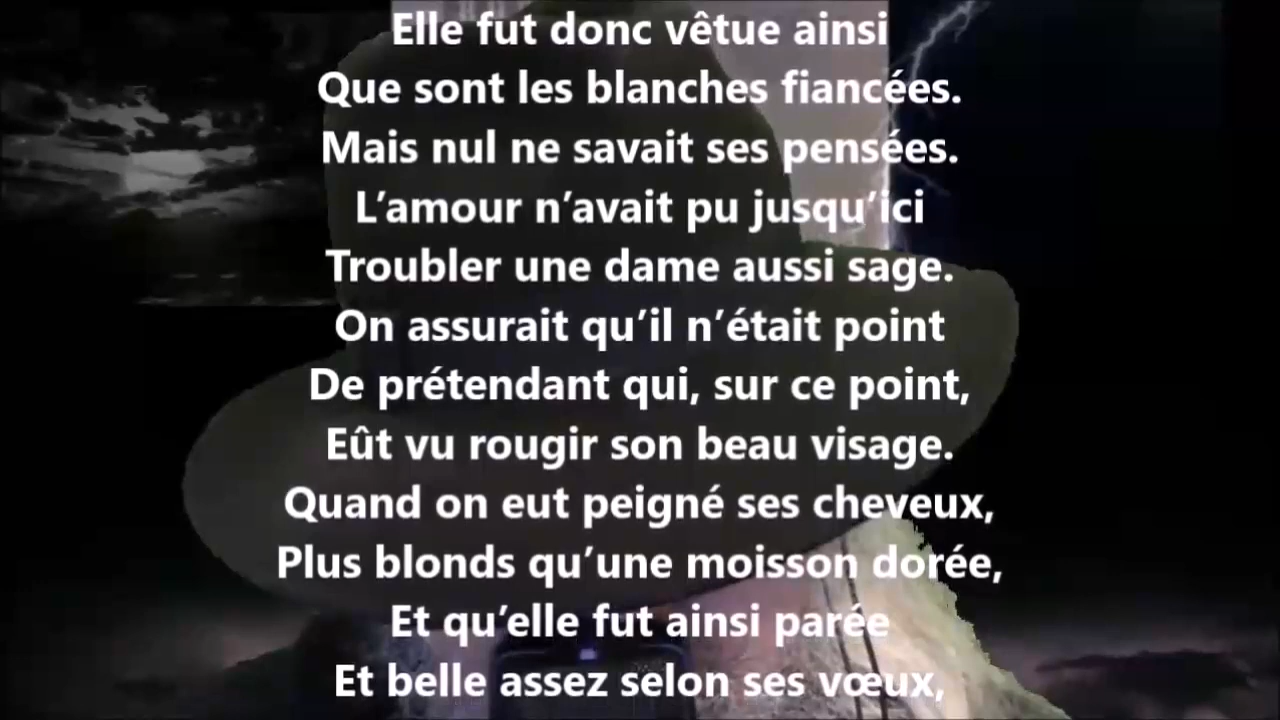 Elle fut donc vêtue ainsi
Que sont les blanches fiancées.
Mais nul ne savait ses pensées.
L’amour n’avait pu jusqu’ici
Troubler une dame aussi sage.
On assurait qu’il n’était point
De prétendant qui, sur ce point,
Eût vu rougir son beau visage.
Quand on eut peigné ses cheveux,
Plus blonds qu’une moisson dorée,
Et qu’elle fut ainsi parée
Et belle assez selon ses vœux,